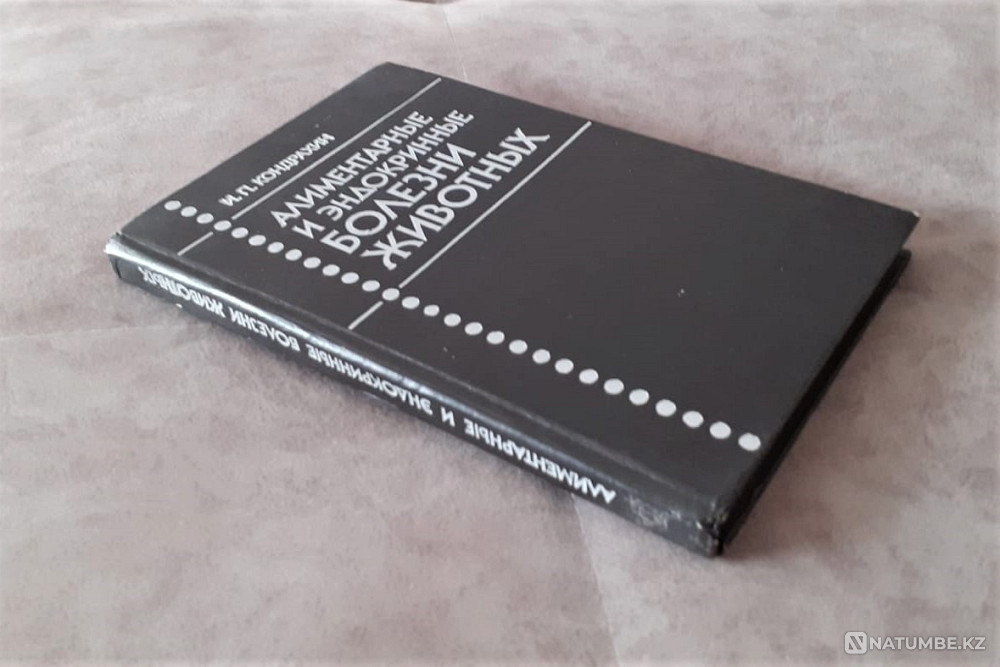 И. П. КОНДРАХИН
АЛИМЕНТАРНЫЕ
И ЭНДОКРИННЫЕ
БОЛЕЗНИ
ЖИВОТНЫХ
АЛИМЕНТАРНЫЕ И ЭНДОКРИННЫЕ БОЛЕЗНИ ЖИВОТНЫХ
NATUMBE.KZ